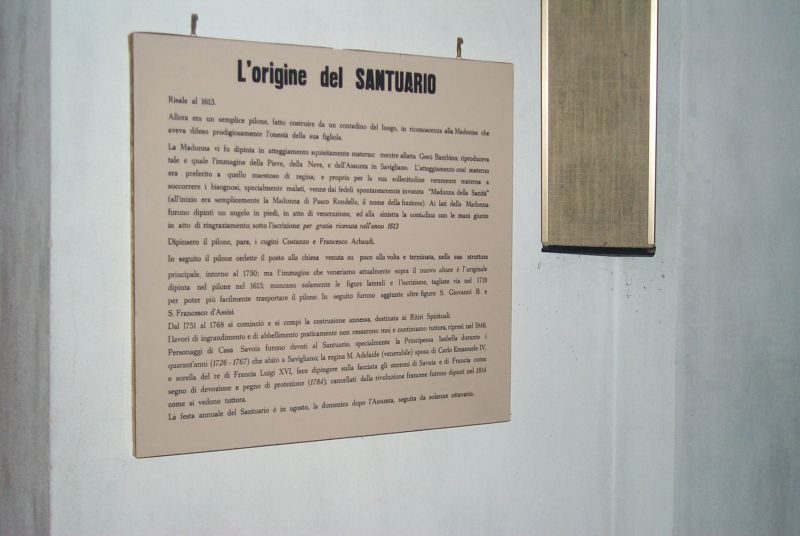 L'origine del SANTUARIO
Risale al 1613.
Allora era un semplice pilone, fatto costruire da un contadino del luogo, in riconoscenza alla Madonna che
aveva difeso prodigiosamente l'onestà della sua figliola.
La Madonna vi fu dipinta in atteggiamento squisitamente materno: mentre allatta Gesù Bambino; riproduceva
tale e quale l'immagine della Pieve, della Neve, e dell'Assunta in Savigliano. L'atteggiamento così materno
era preferito a quello maestoso di regina; e proprio per la sua sollecitudine veramente materna a
soccorrere i bisognosi, specialmente malati, venne dai fedeli spontaneamente invocata "Madonna della Sanità"
(all'inizio era semplicemente la Madonna di Pasco Rondello, il nome della frazione). Ai lati della Madonna
furono dipinti un angelo in piedi, in atto di venerazione, ed alla sinistra la contadina con le mani giunte
in atto di ringraziamento; sotto l'iscrizione: per grazia ricevuta nell'anno 1613
Dipinsero il pilone, pare, i cugini Costanzo e Francesco Arbaudi.
In seguito il pilone cedette il posto alla chiesa venuta su poco alla volta e terminata, nella sua struttura
principale, intorno al 1750; ma l'immagine che veneriamo attualmente sopra il nuovo altare è l'originale
dipinta nel pilone nel 1613; mancano solamente le figure laterali e l'iscrizione, tagliate via nel 1719
per poter più facilmente trasportare il pilone. In seguito furono aggiunte altre figure: S. Giovanni B. e
S. Francesco d'Assisi.
Dal 1751 al 1768 si cominciò e si compì la costruzione annessa, destinata ai Ritiri Spirituali.
I lavori di ingrandimento e di abbellimento praticamente non cessarono mai e continuano tuttora, ripresi nel 1946.
Personaggi di Casa Savoia furono devoti al Santuario, specialmente la Principessa Isabella durante i
quarant'anni (1726 - 1767) che abitò a Savigliano; la regina M. Adelaide (venerabile) sposa di Carlo Emanuele IV,
e sorella del re di Francia Luigi XVI, fece dipingere sulla facciata gli stemmi di Savoia e di Francia come
segno di devozione e pegno di protezione (1784); cancellati dalla rivoluzione francese furono dipinti nel 1814
come si vedono tuttora.
La festa annuale del Santuario è in agosto, la domenica dopo l'Assunta, seguita da solenne ottavario.